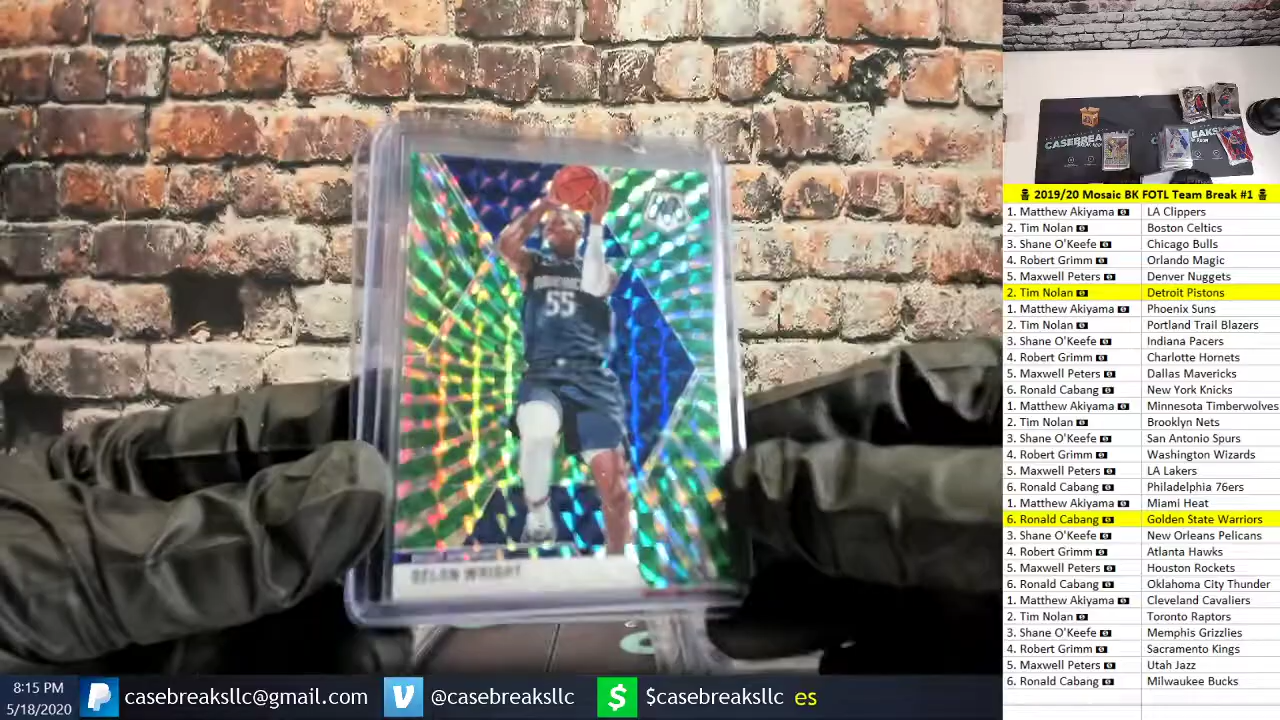 55
DELON WRIGHT
CASEBREAKSLLC
2019/20 Mosaic BK FOTL Team Break #1
1. Matthew Akiyama LA Clippers
2. Tim Nolan Boston Celtics
3. Shane O'Keefe Chicago Bulls
4. Robert Grimm Orlando Magic
5. Maxwell Peters Denver Nuggets
2. Tim Nolan Detroit Pistons
1. Matthew Akiyama Phoenix Suns
2. Tim Nolan Portland Trail Blazers
3. Shane O'Keefe Indiana Pacers
4. Robert Grimm Charlotte Hornets
5. Maxwell Peters Dallas Mavericks
6. Ronald Cabang New York Knicks
1. Matthew Akiyama Minnesota Timberwolves
2. Tim Nolan Brooklyn Nets
3. Shane O'Keefe San Antonio Spurs
4. Robert Grimm Washington Wizards
5. Maxwell Peters LA Lakers
6. Ronald Cabang Philadelphia 76ers
1. Matthew Akiyama Miami Heat
6. Ronald Cabang Golden State Warriors
3. Shane O'Keefe New Orleans Pelicans
4. Robert Grimm Atlanta Hawks
5. Maxwell Peters Houston Rockets
6. Ronald Cabang Oklahoma City Thunder
1. Matthew Akiyama Cleveland Cavaliers
2. Tim Nolan Toronto Raptors
3. Shane O'Keefe Memphis Grizzlies
4. Robert Grimm Sacramento Kings
5. Maxwell Peters Utah Jazz
6. Ronald Cabang Milwaukee Bucks
8:15 PM
5/18/2020
casebreaksllc@gmail.com
@casebreaksllc
$casebreaksllc es